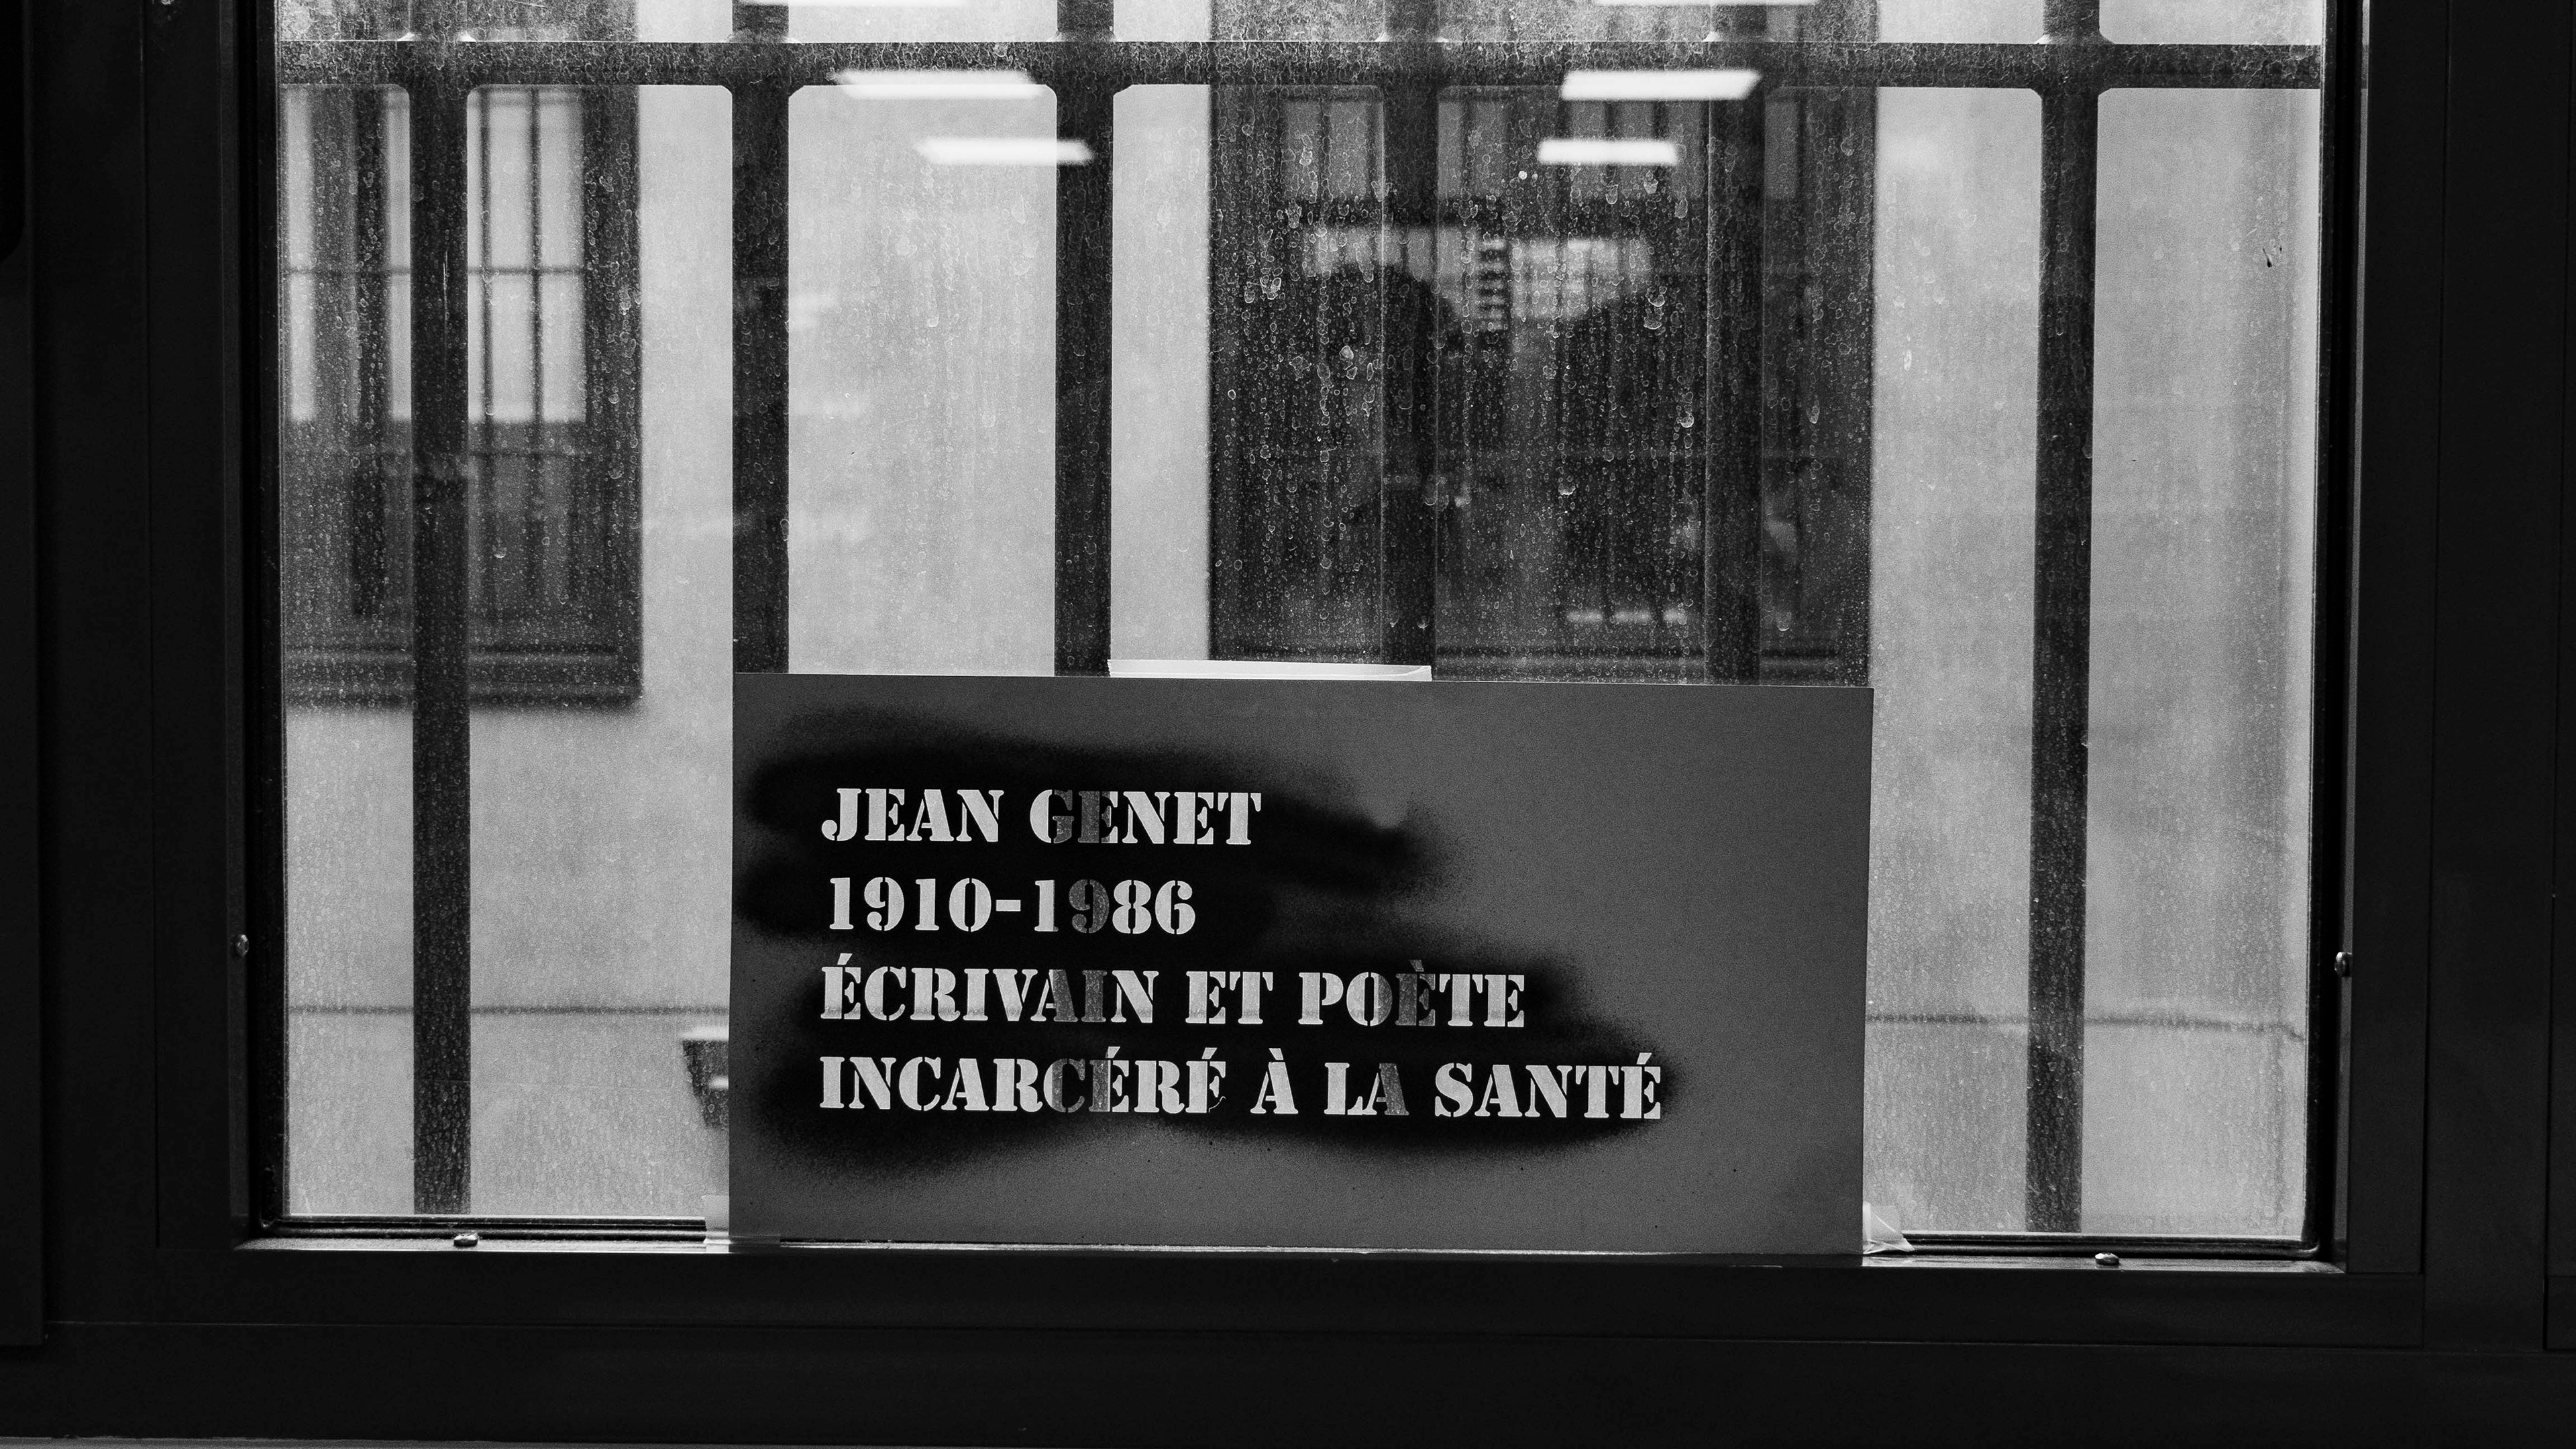 JEAN GENET
1910-1986
ÉCRIVAIN ET POÈTE
INCARCÉRÉ À LA SANTÉ